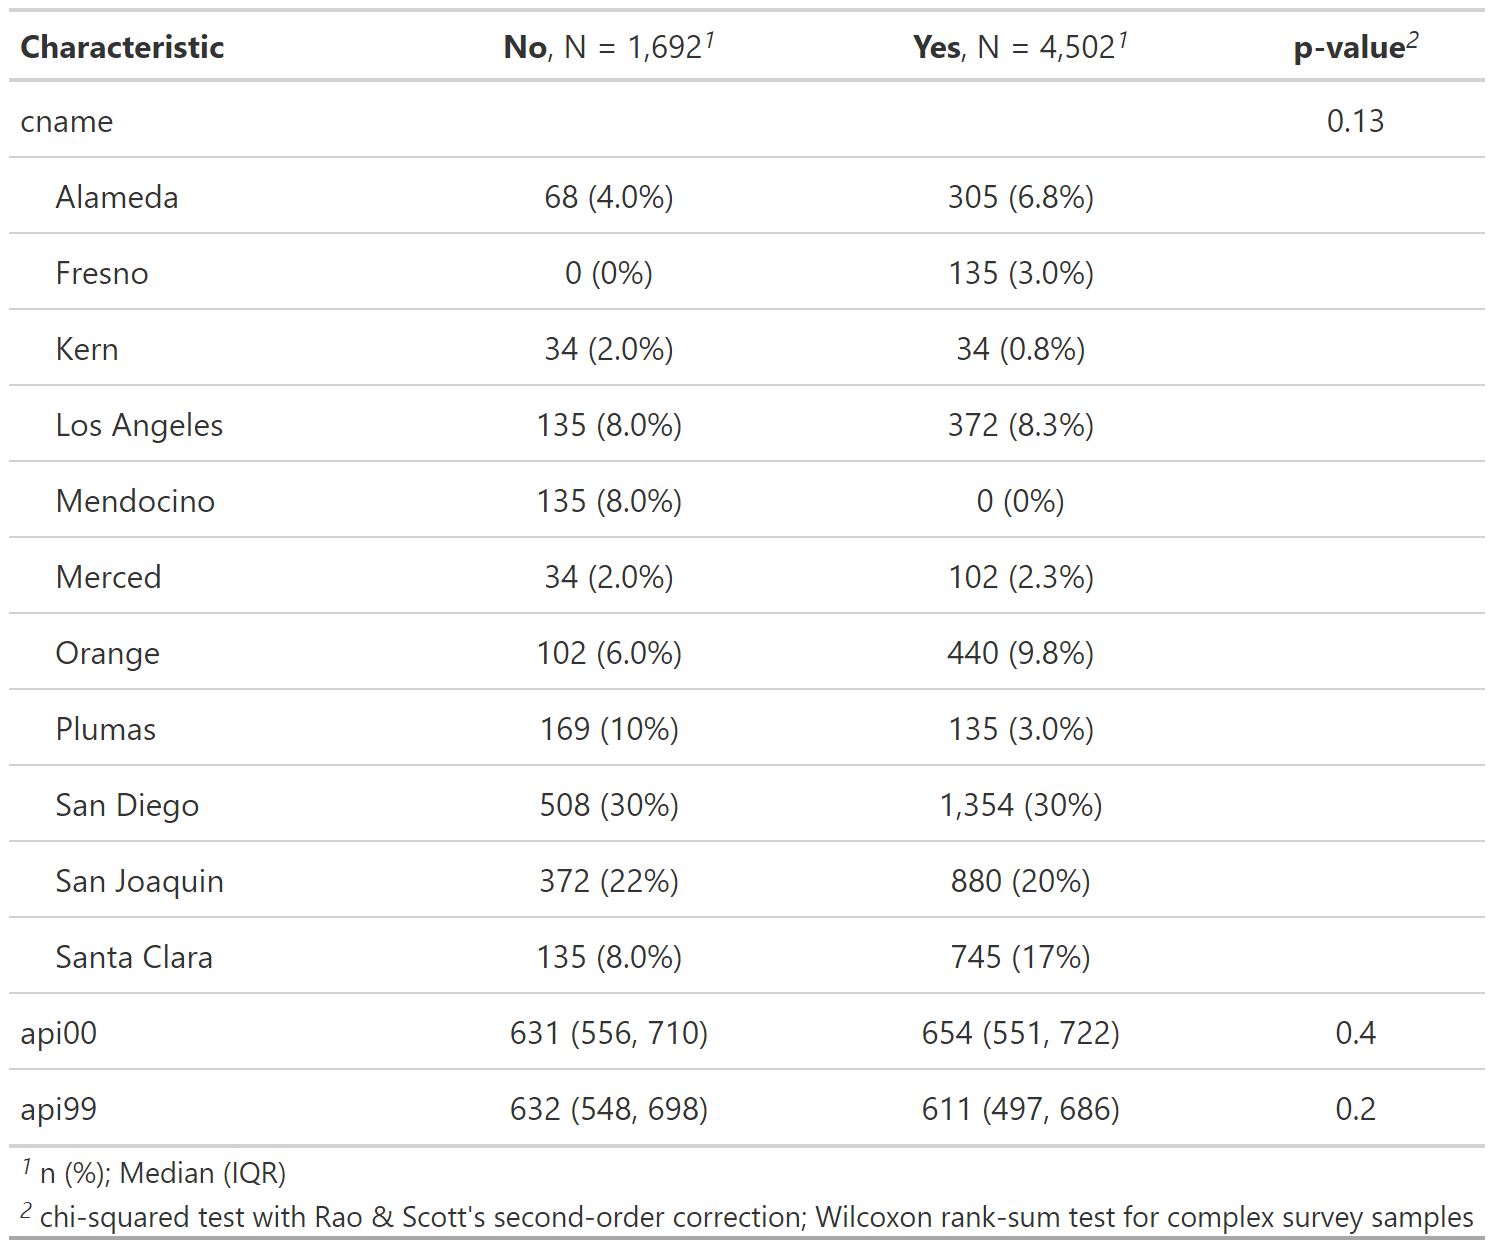 Characteristic No, N = 1,692¹ Yes, N = 4,502¹ p-value²
cname 0.13
Alameda 68 (4.0%) 305 (6.8%)
Fresno 0 (0%) 135 (3.0%)
Kern 34 (2.0%) 34 (0.8%)
Los Angeles 135 (8.0%) 372 (8.3%)
Mendocino 135 (8.0%) 0 (0%)
Merced 34 (2.0%) 102 (2.3%)
Orange 102 (6.0%) 440 (9.8%)
Plumas 169 (10%) 135 (3.0%)
San Diego 508 (30%) 1,354 (30%)
San Joaquin 372 (22%) 880 (20%)
Santa Clara 135 (8.0%) 745 (17%)
api00 631 (556, 710) 654 (551, 722) 0.4
api99 632 (548, 698) 611 (497, 686) 0.2
¹ n (%); Median (IQR)
² chi-squared test with Rao & Scott's second-order correction; Wilcoxon rank-sum test for complex survey samples